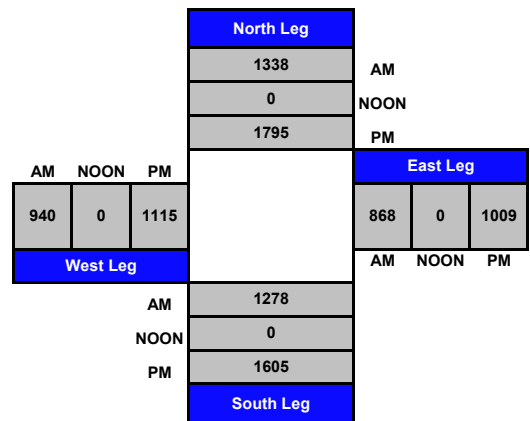 North Leg
1338 AM
0 NOON
1795 PM
AM NOON PM
East Leg
940 0 1115
868 0 1009
West Leg
AM NOON PM
AM 1278
NOON 0
PM 1605
South Leg